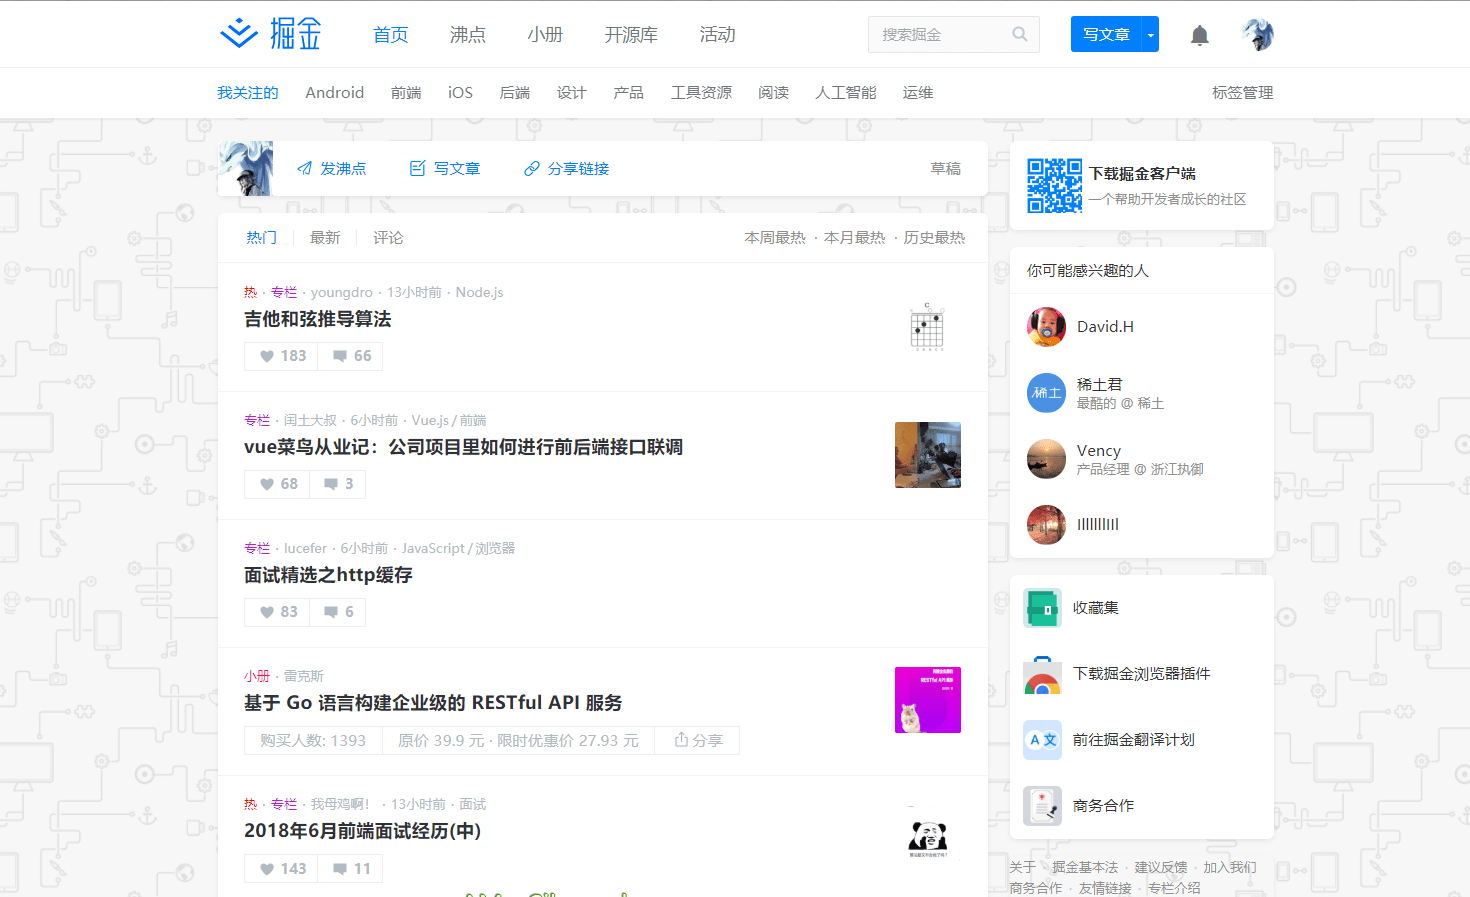 掘金 首页 沸点 小册 开源库 活动 搜索掘金 写文章
我关注的 Android 前端 iOS 后端 设计 产品 工具资源 阅读 人工智能 运维 标签管理
发沸点 写文章 分享链接 草稿
热门 最新 评论 本周最热 · 本月最热 · 历史最热
热 · 专栏 · youngdro · 13小时前 · Node.js
吉他和弦推导算法
183 66
专栏 · 闰土大叔 · 6小时前 · Vue.js / 前端
vue菜鸟从业记：公司项目里如何进行前后端接口联调
68 3
专栏 · lucefer · 6小时前 · JavaScript / 浏览器
面试精选之http缓存
83 6
小册 · 雷克斯
基于 Go 语言构建企业级的 RESTful API 服务
购买人数: 1393 原价 39.9 元 · 限时优惠价 27.93 元 分享
热 · 专栏 · 我母鸡啊！ · 13小时前 · 面试
2018年6月前端面试经历(中)
143 11
下载掘金客户端
一个帮助开发者成长的社区
你可能感兴趣的人
David.H
稀土
稀土君
最酷的 @ 稀土
Vency
产品经理 @ 浙江执御
收藏集
下载掘金浏览器插件
A 文 前往掘金翻译计划
商务合作
关于 · 掘金基本法 · 建议反馈 · 加入我们
商务合作 · 友情链接 · 专栏介绍